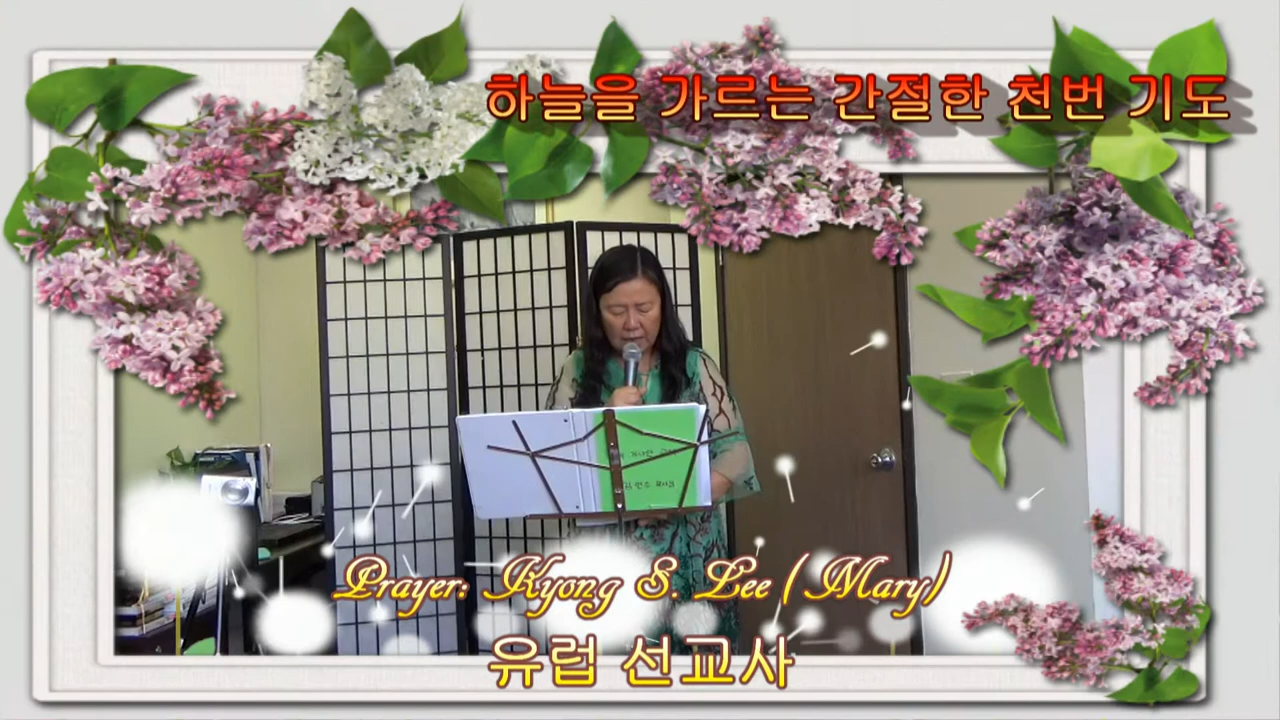 하늘을 가르는 간절한 천번 기도
Prayer: Kyong S. Lee (Mary)
유럽 선교사